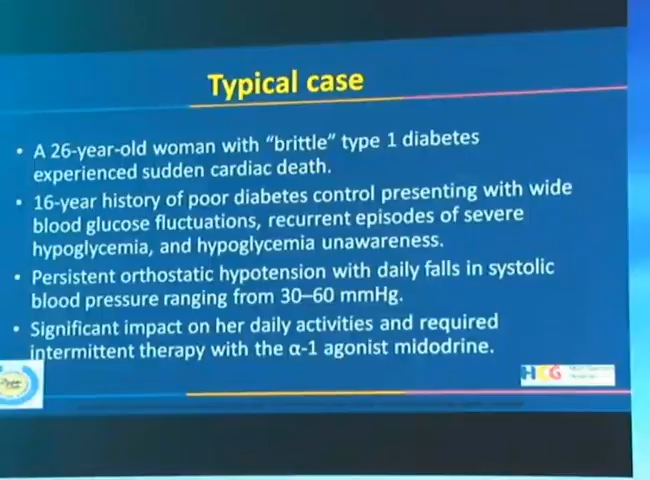 Typical case
• A 26-year-old woman with “brittle” type 1 diabetes
experienced sudden cardiac death.
• 16-year history of poor diabetes control presenting with wide
blood glucose fluctuations, recurrent episodes of severe
hypoglycemia, and hypoglycemia unawareness.
• Persistent orthostatic hypotension with daily falls in systolic
blood pressure ranging from 30–60 mmHg.
• Significant impact on her daily activities and required
intermittent therapy with the α-1 agonist midodrine.
HCG